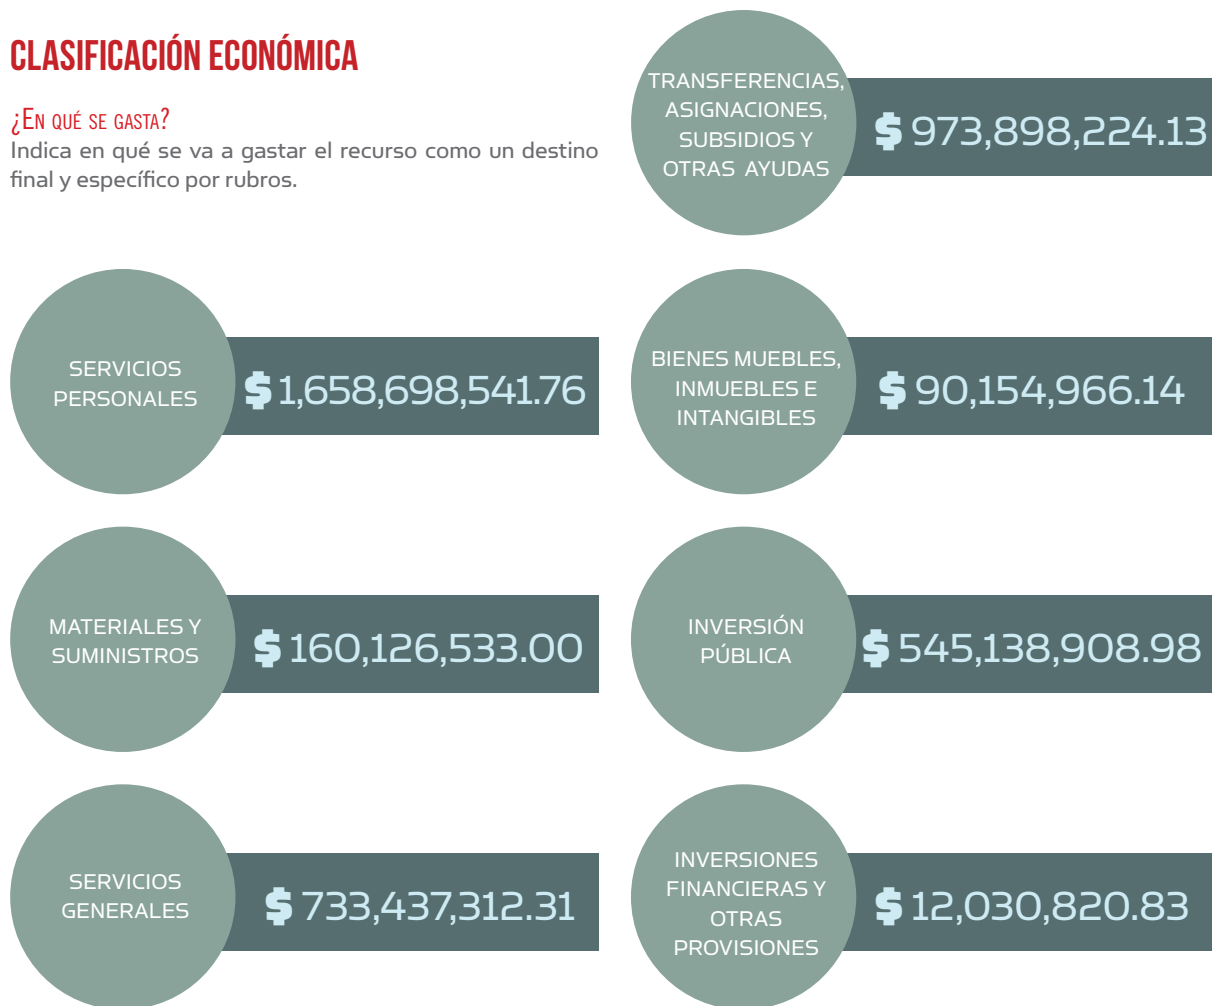 CLASIFICACIÓN ECONÓMICA
¿EN QUÉ SE GASTA?
Indica en qué se va a gastar el recurso como un destino
final y específico por rubros.
SERVICIOS
PERSONALES
$ 1,658,698,541.76
MATERIALES Y
SUMINISTROS
$ 160,126,533.00
SERVICIOS
GENERALES
$ 733,437,312.31
TRANSFERENCIAS,
ASIGNACIONES,
SUBSIDIOS Y
OTRAS AYUDAS
$ 973,898,224.13
BIENES MUEBLES,
INMUEBLES E
INTANGIBLES
$ 90,154,966.14
INVERSIÓN
PÚBLICA
$ 545,138,908.98
INVERSIONES
FINANCIERAS Y
OTRAS
PROVISIONES
$ 12,030,820.83